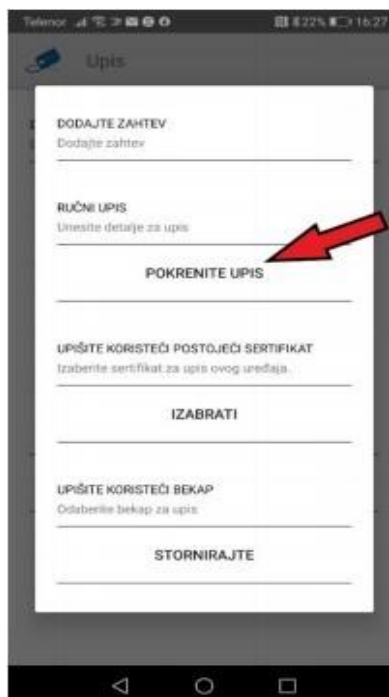 Telenor 22% 16:27
Upis
DODAJTE ZAHTEV
Dodajte zahtev
RUČNI UPIS
Unesite detalje za upis
POKRENITE UPIS
UPIŠITE KORISTEĆI POSTOJEĆI SERTIFIKAT
Izaberite sertifikat za upis ovog uređaja.
IZABRATI
UPIŠITE KORISTEĆI BEKAP
Odaberite bekap za upis
STORNIRAJTE